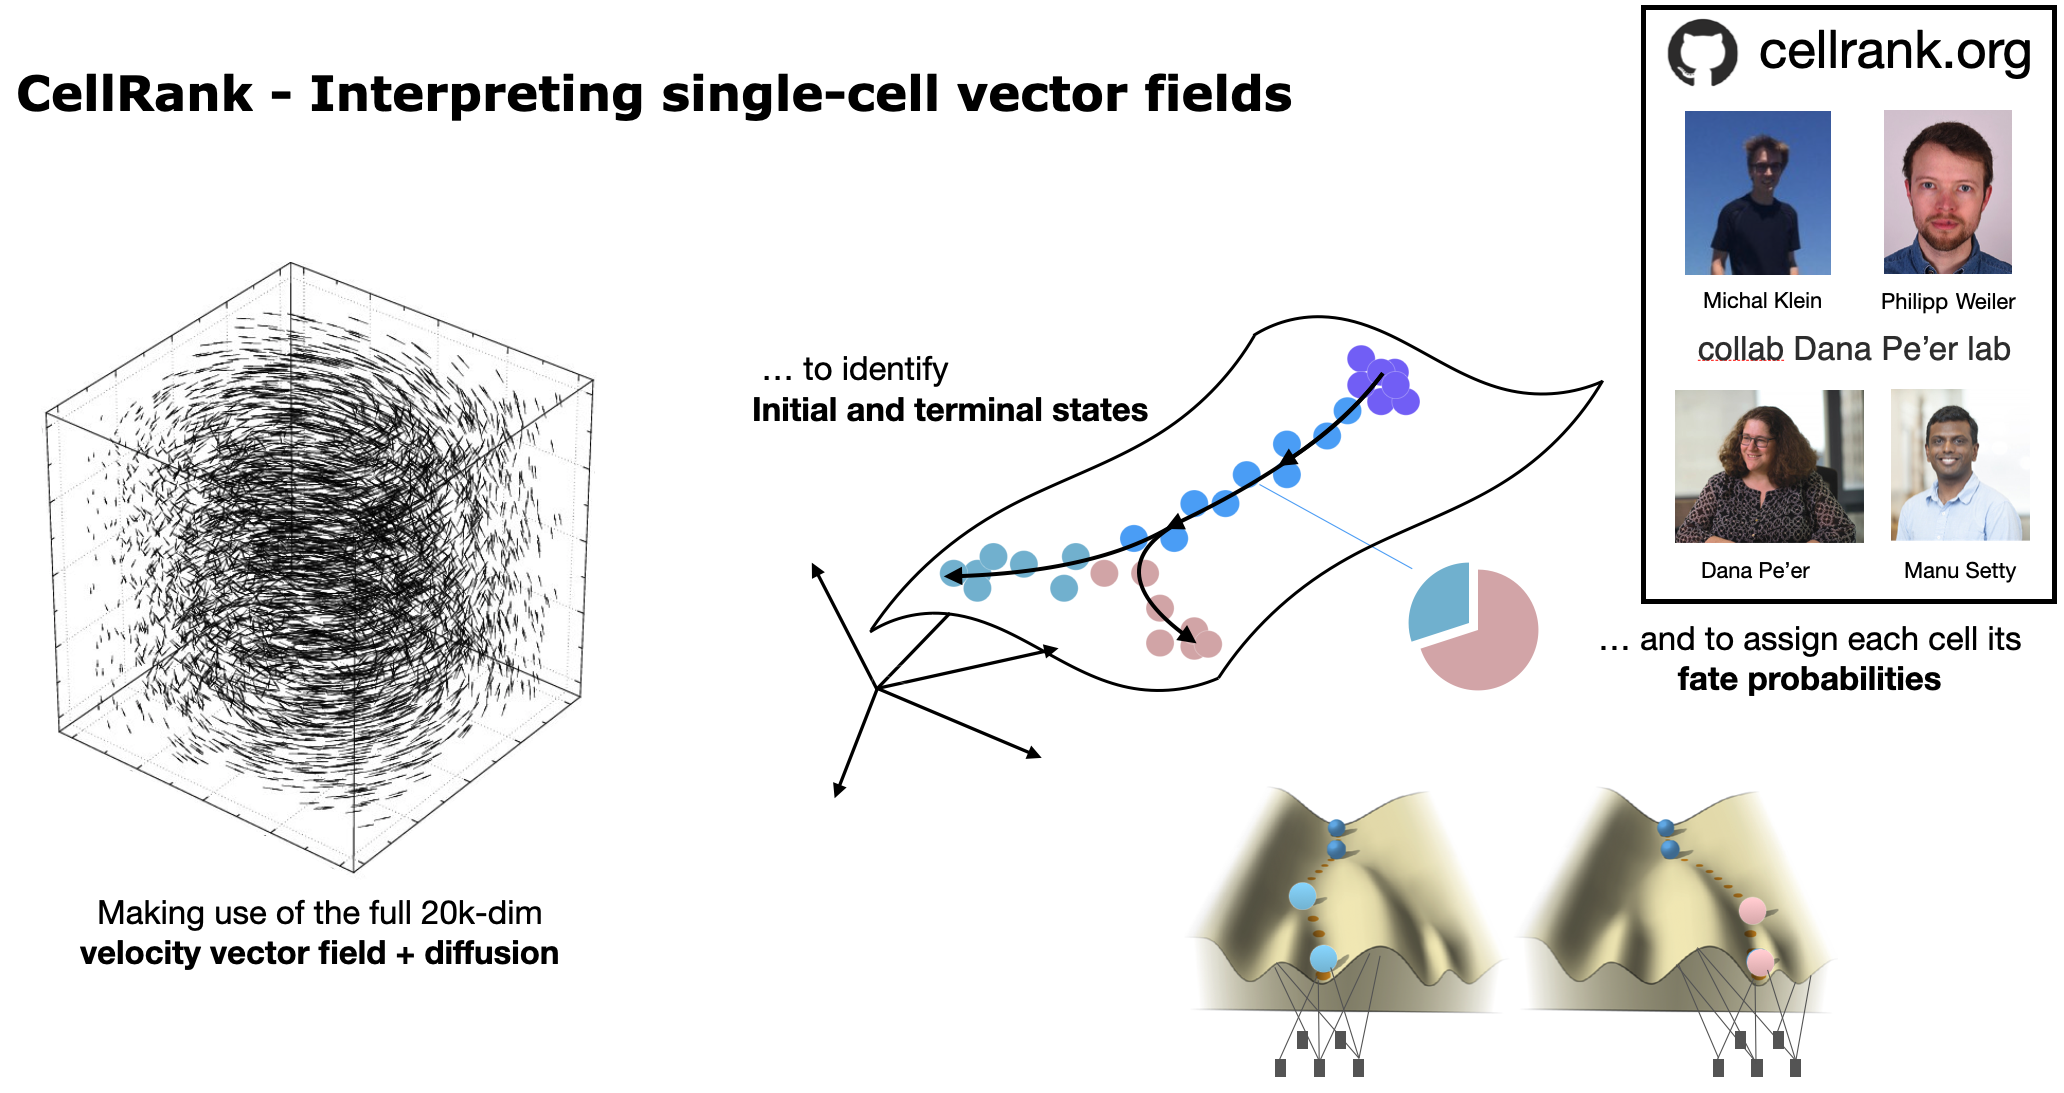 CellRank - Interpreting single-cell vector fields
cellrank.org
Michal Klein
Philipp Weiler
collab Dana Pe’er lab
Dana Pe’er
Manu Setty
… to identify
Initial and terminal states
… and to assign each cell its
fate probabilities
Making use of the full 20k-dim
velocity vector field + diffusion